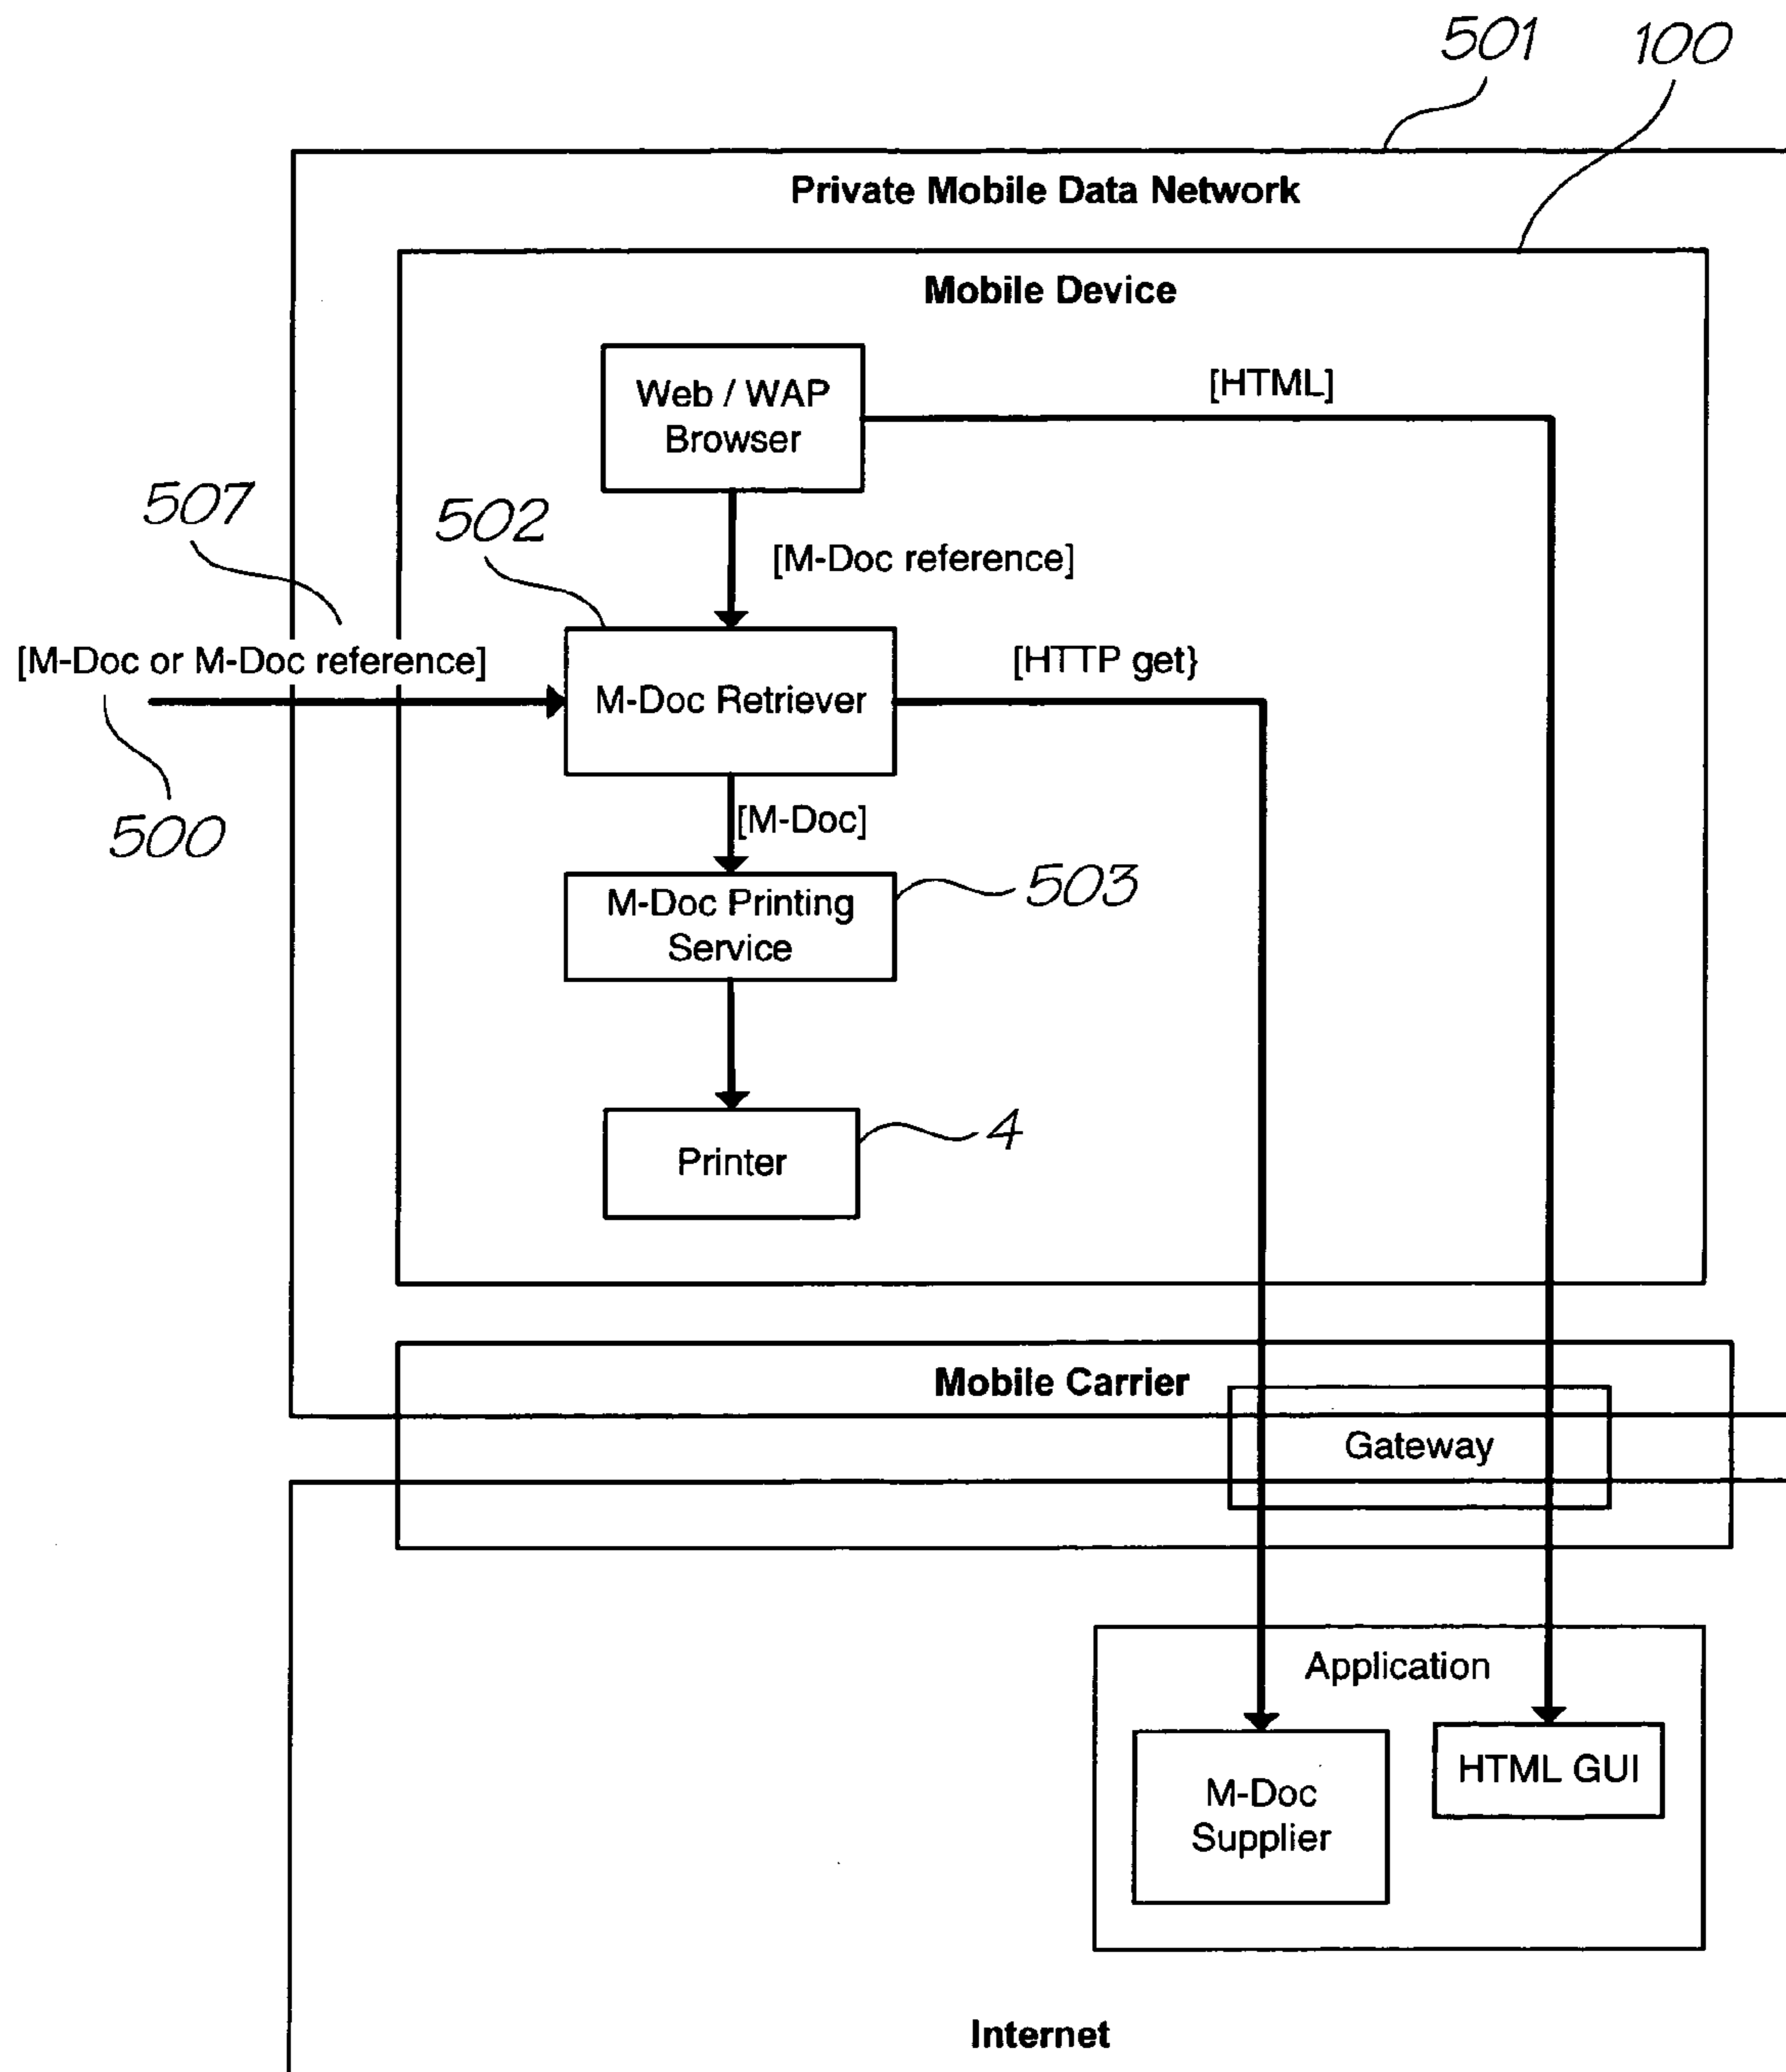 501
100
Private Mobile Data Network
Mobile Device
Web / WAP
Browser
[HTML]
507
502
[M-Doc reference]
[M-Doc or M-Doc reference]
M-Doc Retriever
[HTTP get}
500
[M-Doc]
M-Doc Printing
Service
503
Printer
4
Mobile Carrier
Gateway
Application
M-Doc
Supplier
HTML GUI
Internet